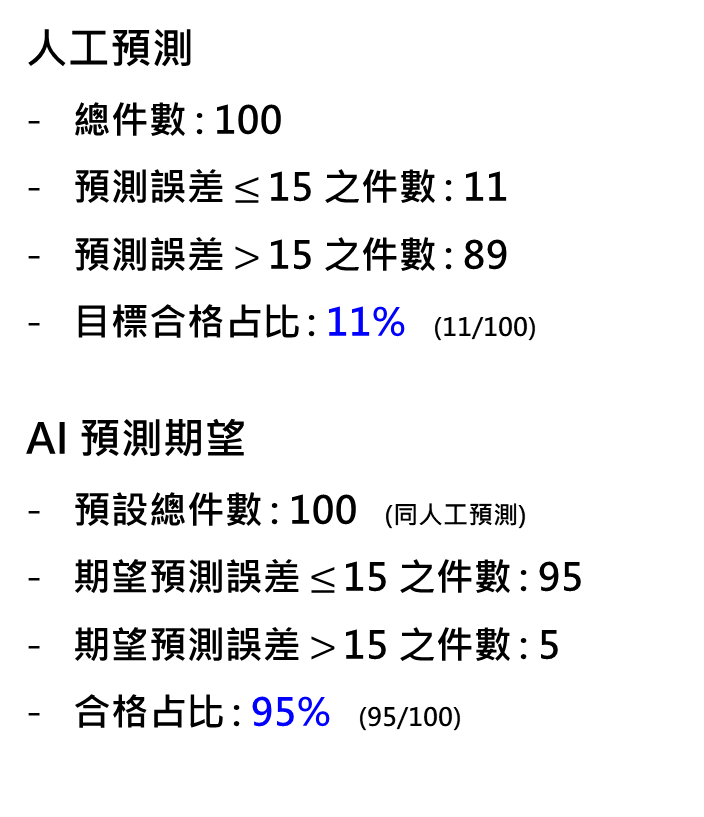 人工預測
- 總件數 : 100
- 預測誤差 ≤ 15 之件數 : 11
- 預測誤差 > 15 之件數 : 89
- 目標合格占比 : 11% (11/100)
AI 預測期望
- 預設總件數 : 100 (同人工預測)
- 期望預測誤差 ≤ 15 之件數 : 95
- 期望預測誤差 > 15 之件數 : 5
- 合格占比 : 95% (95/100)